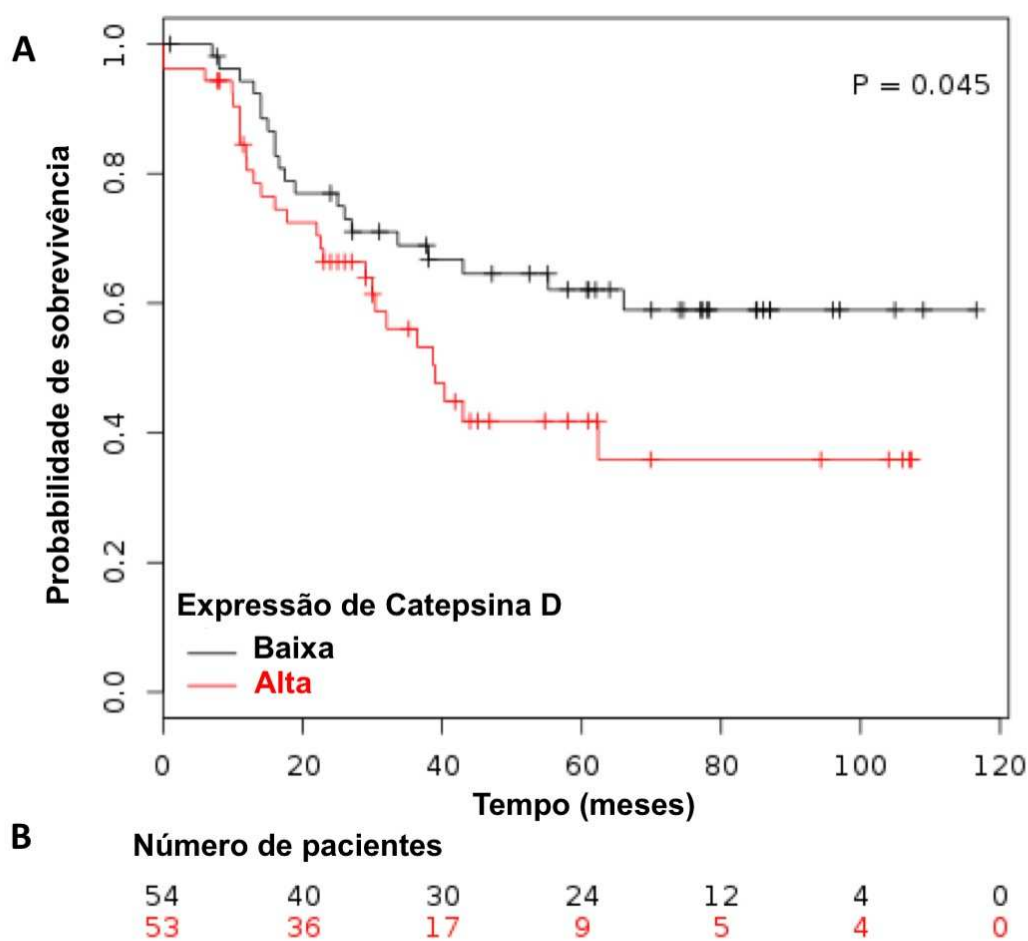 A
P = 0.045
1.0
0.8
0.6
0.4
0.2
0.0
Probabilidade de sobrevivência
Expressão de Catepsina D
Baixa
Alta
0 20 40 60 80 100 120
Tempo (meses)
B
Número de pacientes
54 40 30 24 12 4 0
53 36 17 9 5 4 0